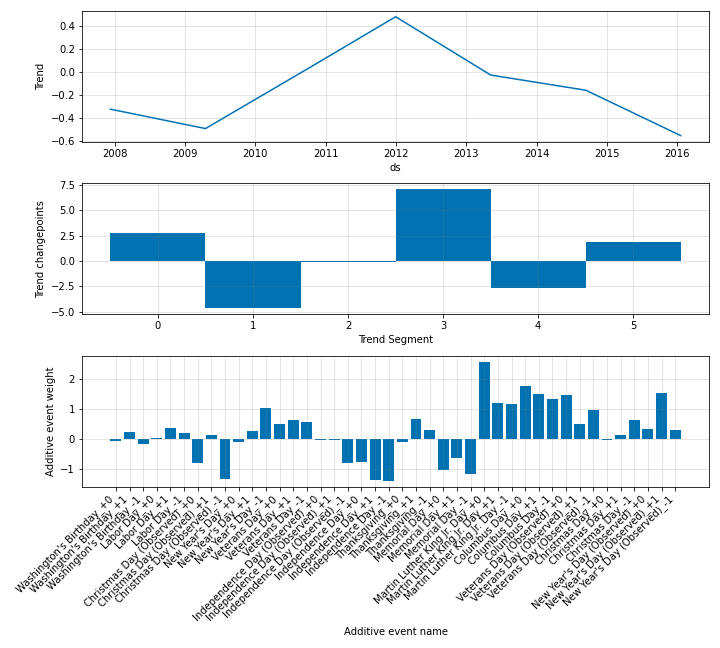 Trend
0.4
0.2
0.0
−0.2
−0.4
−0.6
2008
2009
2010
2011
2012
2013
2014
2015
2016
ds
Trend changepoints
7.5
5.0
2.5
0.0
−2.5
−5.0
0
1
2
3
4
5
Trend Segment
Additive event weight
2
1
0
−1
Washington's Birthday_+0
Washington's Birthday_+1
Washington's Birthday_-1
Labor Day_+0
Labor Day_+1
Labor Day_-1
Christmas Day (Observed)_+0
Christmas Day (Observed)_+1
Christmas Day (Observed)_-1
New Year's Day_+0
New Year's Day_+1
New Year's Day_-1
Veterans Day_+0
Veterans Day_+1
Veterans Day_-1
Independence Day (Observed)_+0
Independence Day (Observed)_+1
Independence Day (Observed)_-1
Independence Day_+0
Independence Day_+1
Independence Day_-1
Thanksgiving_+0
Thanksgiving_+1
Thanksgiving_-1
Memorial Day_+0
Memorial Day_+1
Memorial Day_-1
Martin Luther King Jr. Day_+0
Martin Luther King Jr. Day_+1
Martin Luther King Jr. Day_-1
Columbus Day_+0
Columbus Day_+1
Columbus Day_-1
Veterans Day (Observed)_+0
Veterans Day (Observed)_+1
Veterans Day (Observed)_-1
Christmas Day_+0
Christmas Day_+1
Christmas Day_-1
New Year's Day (Observed)_+0
New Year's Day (Observed)_+1
New Year's Day (Observed)_-1
Additive event name